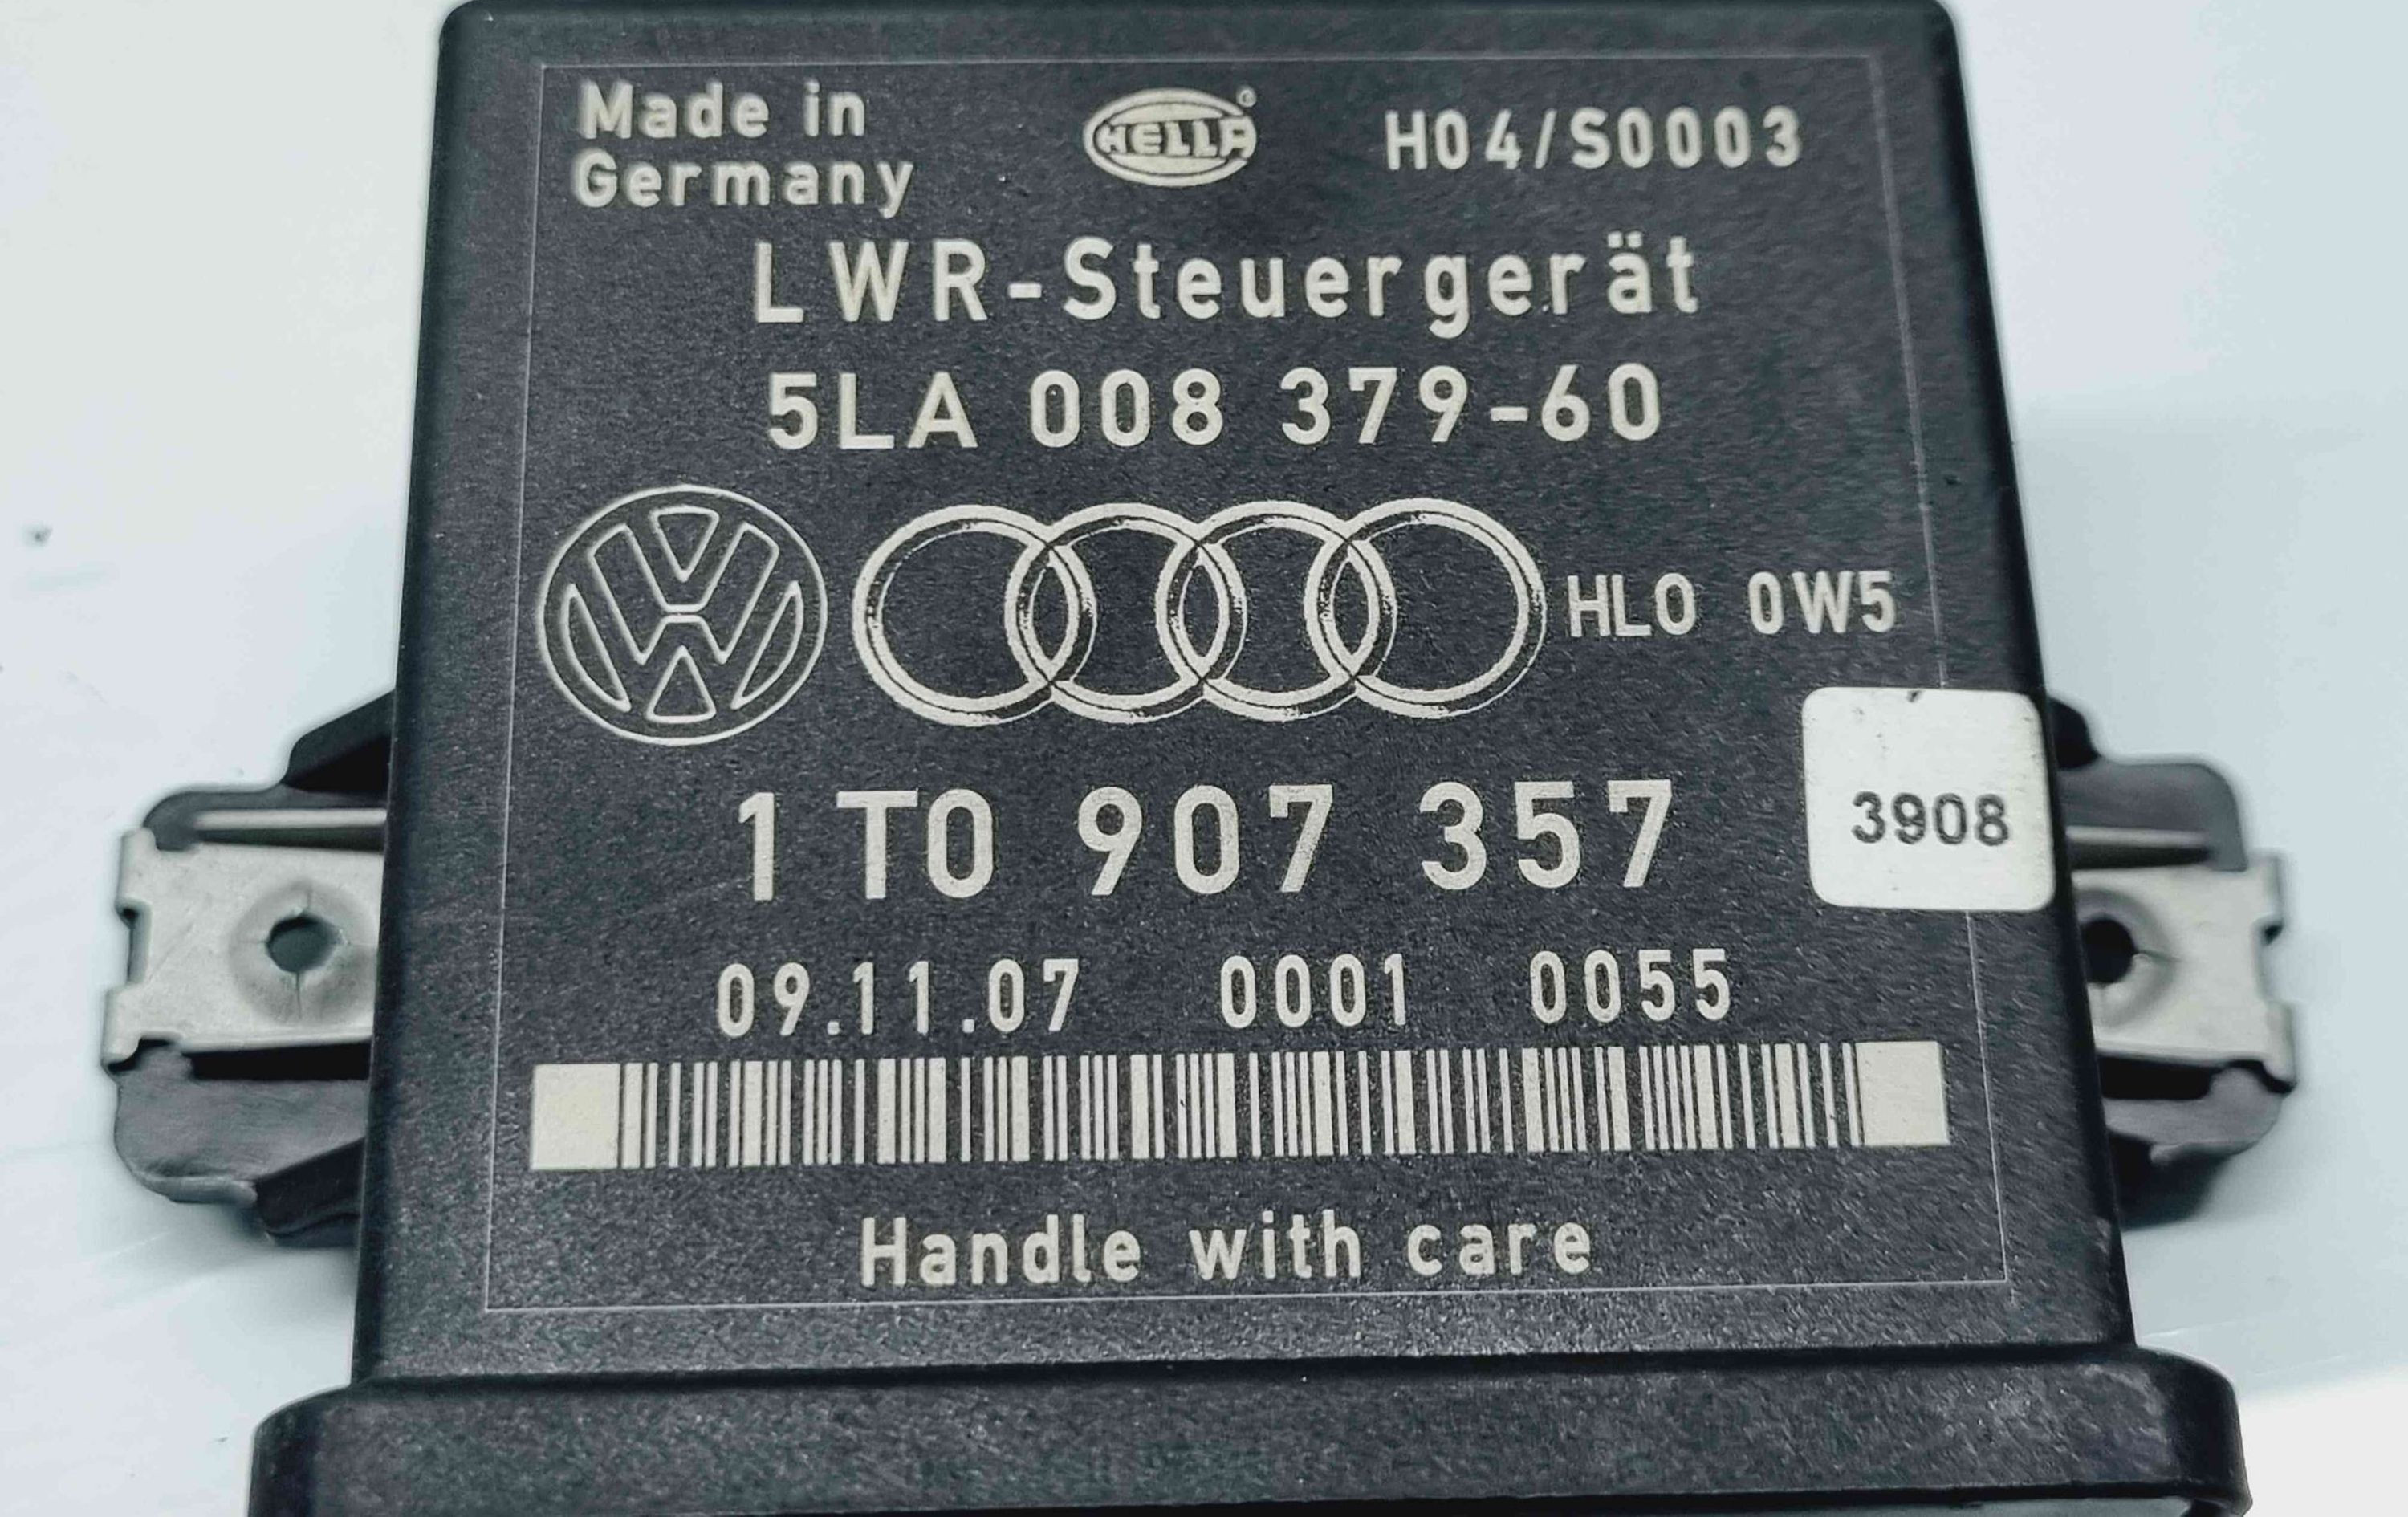 Made in
Germany
HELLA
H04/S0003
LWR-Steuergerät
5LA 008 379-60
HLO 0W5
1T0 907 357
3908
09.11.07 0001 0055
Handle with care